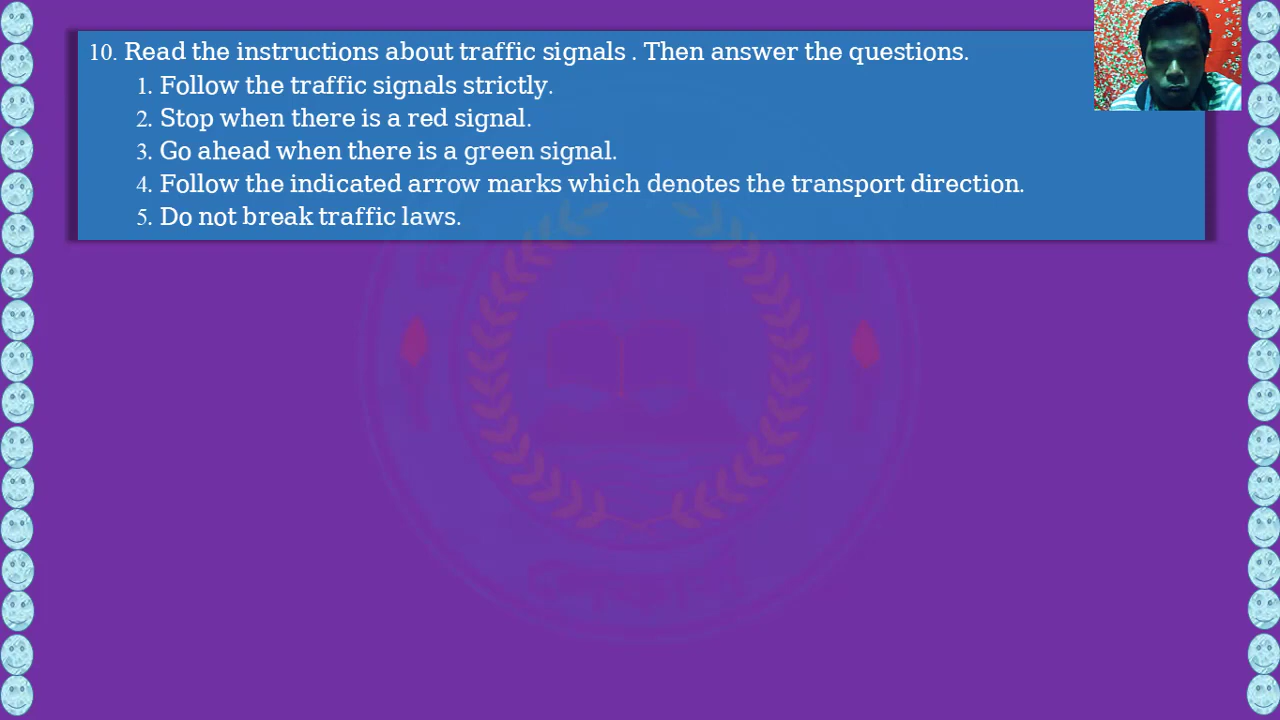 10. Read the instructions about traffic signals . Then answer the questions.
1. Follow the traffic signals strictly.
2. Stop when there is a red signal.
3. Go ahead when there is a green signal.
4. Follow the indicated arrow marks which denotes the transport direction.
5. Do not break traffic laws.